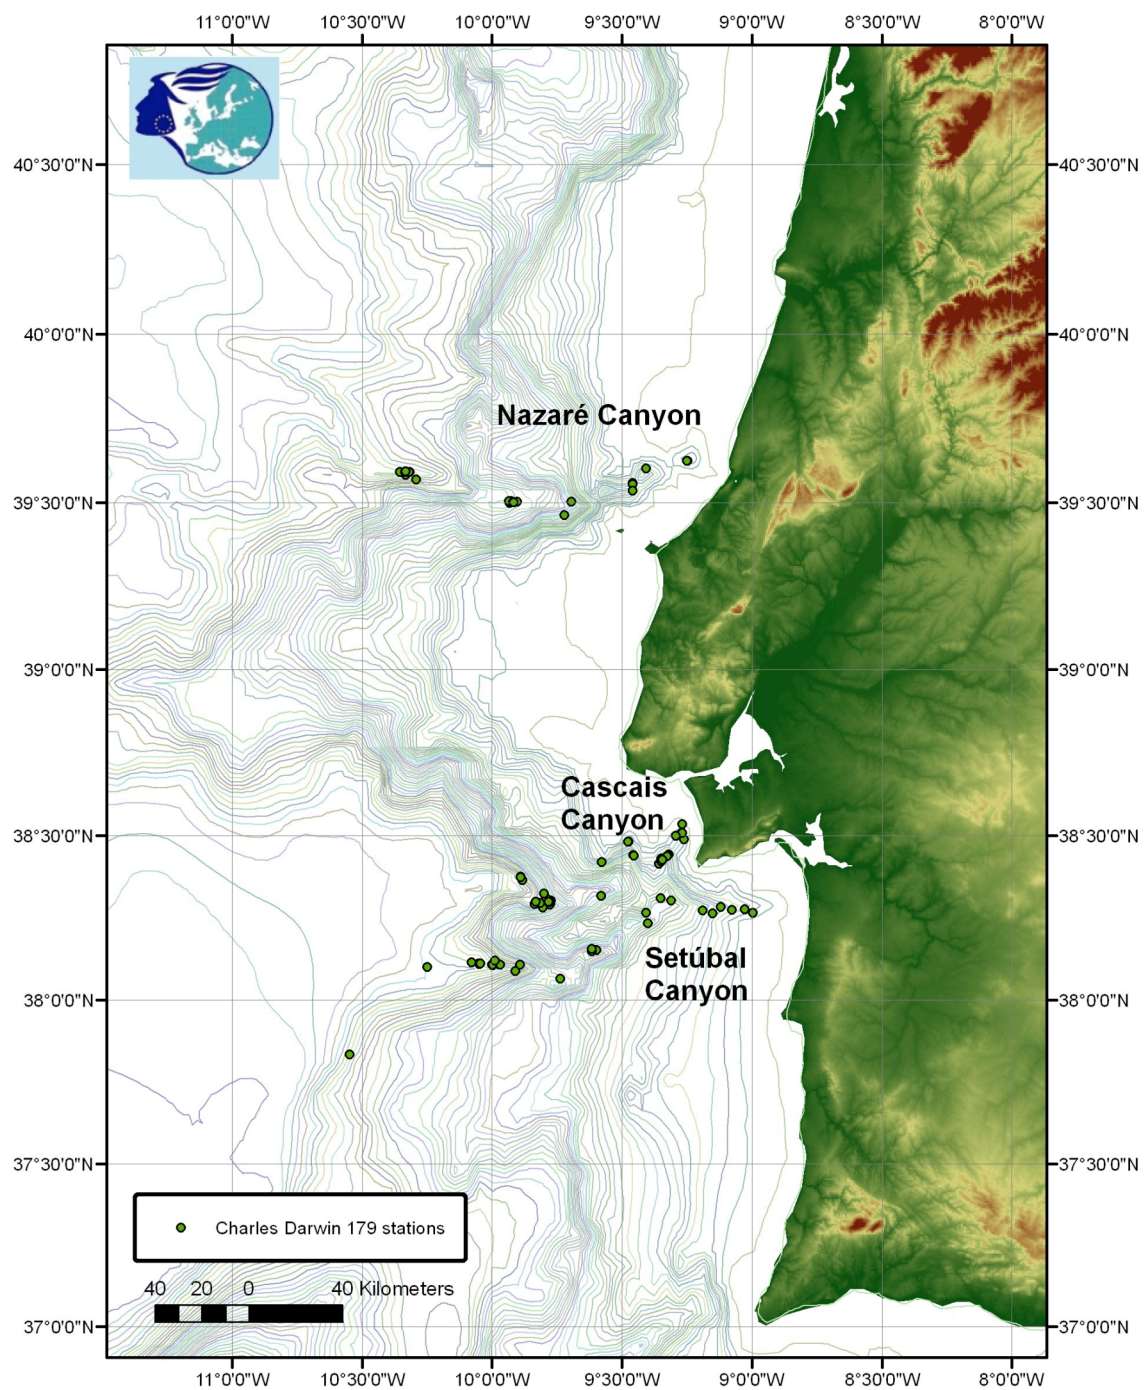 11°0'0"W 10°30'0"W 10°0'0"W 9°30'0"W 9°0'0"W 8°30'0"W 8°0'0"W
40°30'0"N 40°30'0"N
40°0'0"N 40°0'0"N
Nazaré Canyon
39°30'0"N 39°30'0"N
39°0'0"N 39°0'0"N
Cascais
Canyon
38°30'0"N 38°30'0"N
Setúbal
Canyon
38°0'0"N 38°0'0"N
37°30'0"N 37°30'0"N
Charles Darwin 179 stations
40 20 0 40 Kilometers
37°0'0"N 37°0'0"N
11°0'0"W 10°30'0"W 10°0'0"W 9°30'0"W 9°0'0"W 8°30'0"W 8°0'0"W